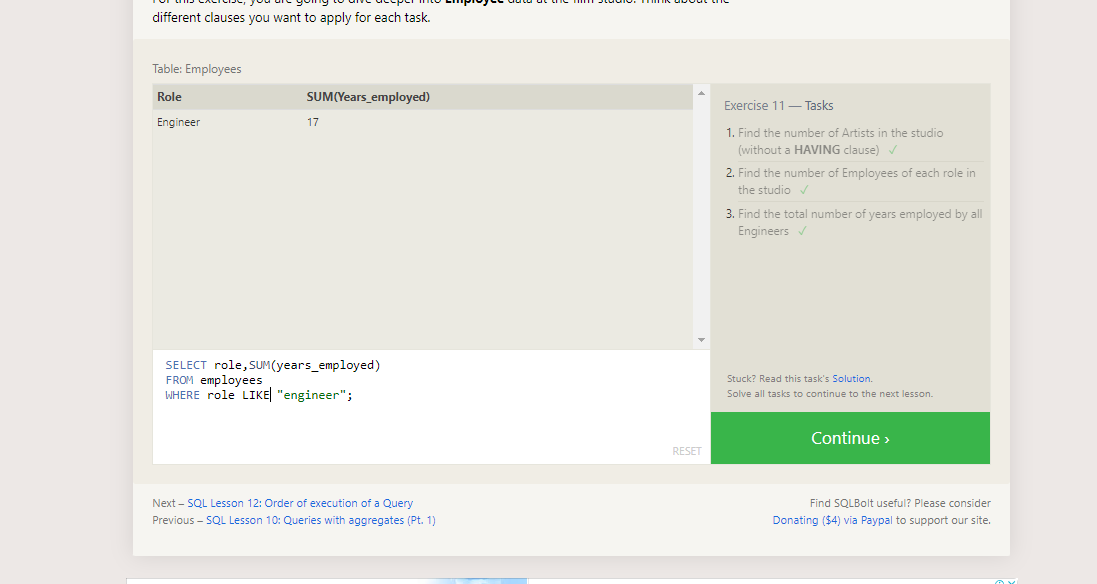 different clauses you want to apply for each task.
Table: Employees
Role SUM(Years_employed)
Engineer 17
Exercise 11 — Tasks
1. Find the number of Artists in the studio
(without a HAVING clause) ✓
2. Find the number of Employees of each role in
the studio ✓
3. Find the total number of years employed by all
Engineers ✓
SELECT role,SUM(years_employed)
FROM employees
WHERE role LIKE "engineer";
RESET
Stuck? Read this task's Solution.
Solve all tasks to continue to the next lesson.
Continue ›
Next – SQL Lesson 12: Order of execution of a Query
Previous – SQL Lesson 10: Queries with aggregates (Pt. 1)
Find SQLBolt useful? Please consider
Donating ($4) via Paypal to support our site.